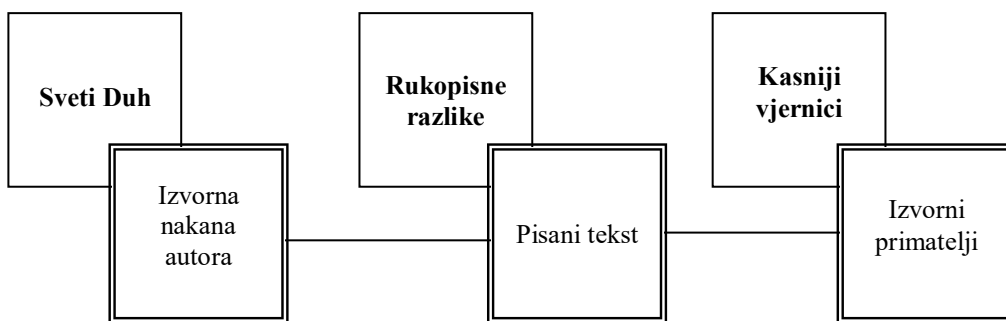 Sveti Duh
Rukopisne
razlike
Kasniji
vjernici
Izvorna
nakana
autora
Pisani tekst
Izvorni
primatelji